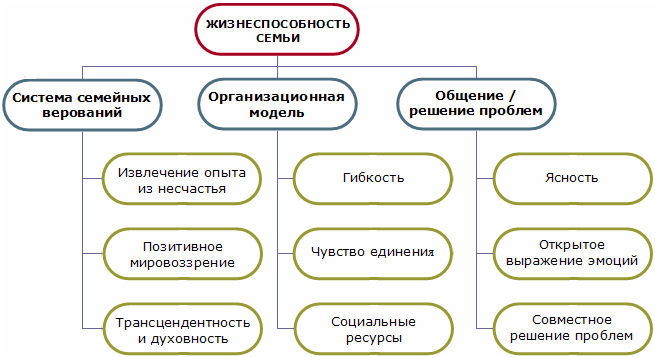 ЖИЗНЕСПОСОБНОСТЬ
СЕМЬИ
Система семейных
верований
Организационная
модель
Общение /
решение проблем
Извлечение опыта
из несчастья
Гибкость
Ясность
Позитивное
мировоззрение
Чувство единения
Открытое
выражение эмоций
Трансцендентность
и духовность
Социальные
ресурсы
Совместное
решение проблем